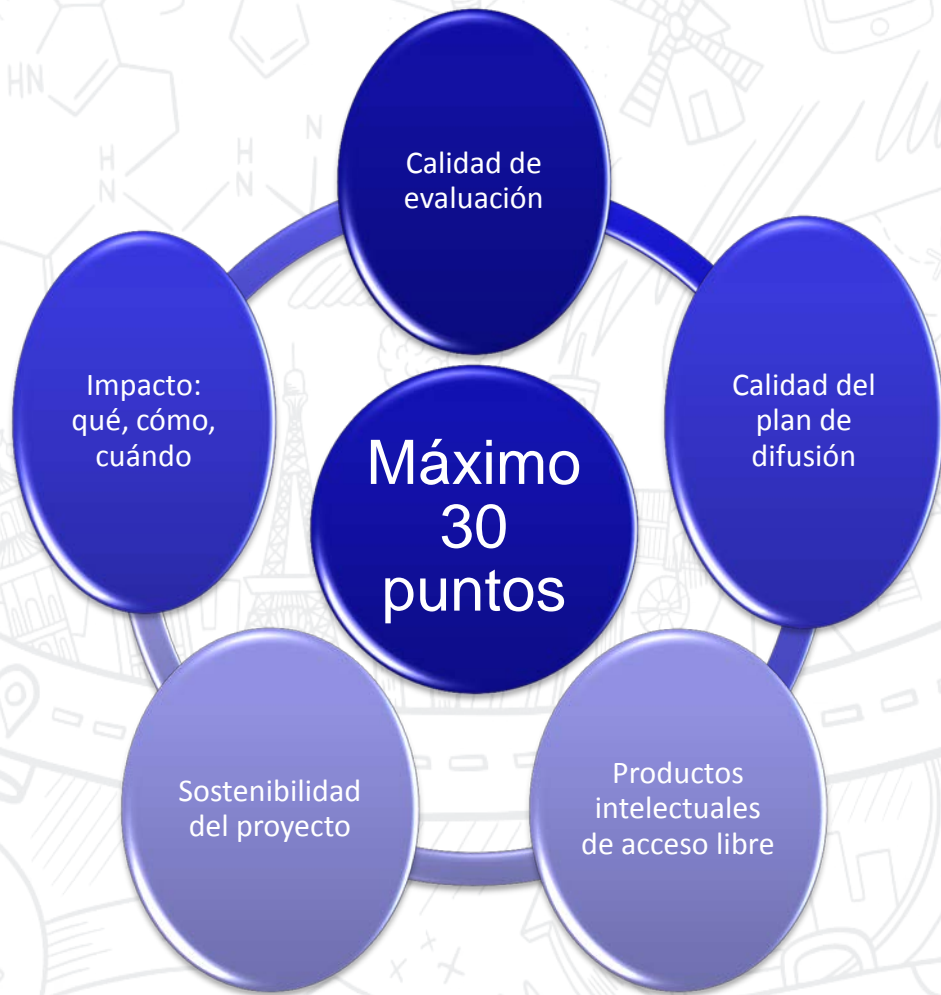 HN
H
N
H
N
N
Calidad de
evaluación
Calidad del
plan de
difusión
Impacto:
qué, cómo,
cuándo
Máximo
30
puntos
Sostenibilidad
del proyecto
Productos
intelectuales
de acceso libre